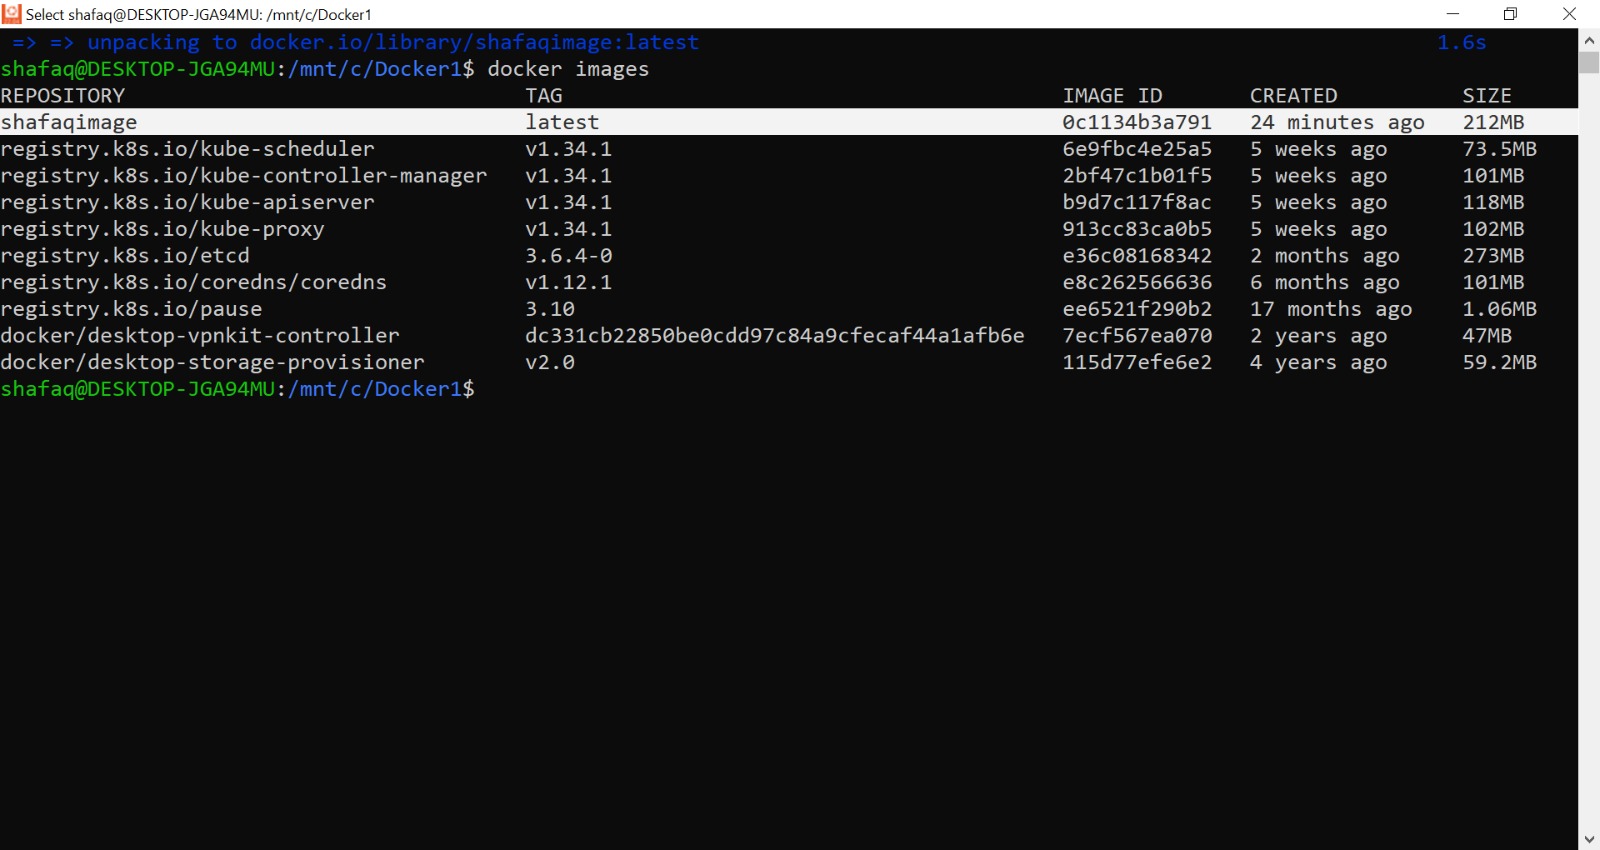 Select shafaq@DESKTOP-JGA94MU: /mnt/c/Docker1
=> => unpacking to docker.io/library/shafaqimage:latest 1.6s
shafaq@DESKTOP-JGA94MU:/mnt/c/Docker1$ docker images
REPOSITORY TAG IMAGE ID CREATED SIZE
shafaqimage latest 0c1134b3a791 24 minutes ago 212MB
registry.k8s.io/kube-scheduler v1.34.1 6e9fbc4e25a5 5 weeks ago 73.5MB
registry.k8s.io/kube-controller-manager v1.34.1 2bf47c1b01f5 5 weeks ago 101MB
registry.k8s.io/kube-apiserver v1.34.1 b9d7c117f8ac 5 weeks ago 118MB
registry.k8s.io/kube-proxy v1.34.1 913cc83ca0b5 5 weeks ago 102MB
registry.k8s.io/etcd 3.6.4-0 e36c08168342 2 months ago 273MB
registry.k8s.io/coredns/coredns v1.12.1 e8c262566636 6 months ago 101MB
registry.k8s.io/pause 3.10 ee6521f290b2 17 months ago 1.06MB
docker/desktop-vpnkit-controller dc331cb22850be0cdd97c84a9cfecaf44a1afb6e 7ecf567ea070 2 years ago 47MB
docker/desktop-storage-provisioner v2.0 115d77efe6e2 4 years ago 59.2MB
shafaq@DESKTOP-JGA94MU:/mnt/c/Docker1$